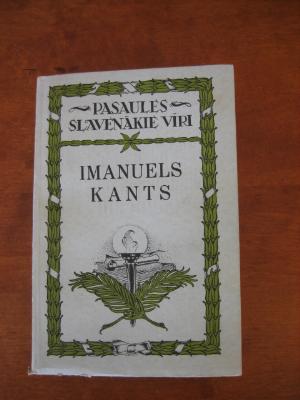 PASAULES
SLAVENĀKIE VĪRI
IMANUELS
KANTS